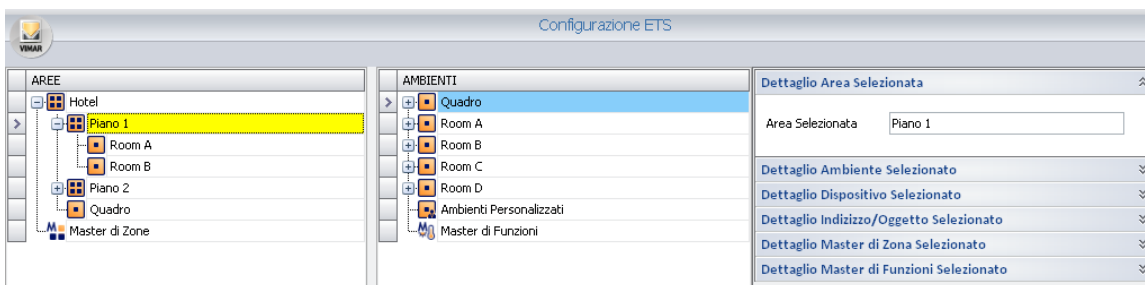 Configurazione ETS
VIMAR
AREE
Hotel
Piano 1
Room A
Room B
Piano 2
Quadro
Master di Zone
AMBIENTI
Quadro
Room A
Room B
Room C
Room D
Ambienti Personalizzati
Master di Funzioni
Dettaglio Area Selezionata
Area Selezionata Piano 1
Dettaglio Ambiente Selezionato
Dettaglio Dispositivo Selezionato
Dettaglio Indizizzo/Oggetto Selezionato
Dettaglio Master di Zona Selezionato
Dettaglio Master di Funzioni Selezionato